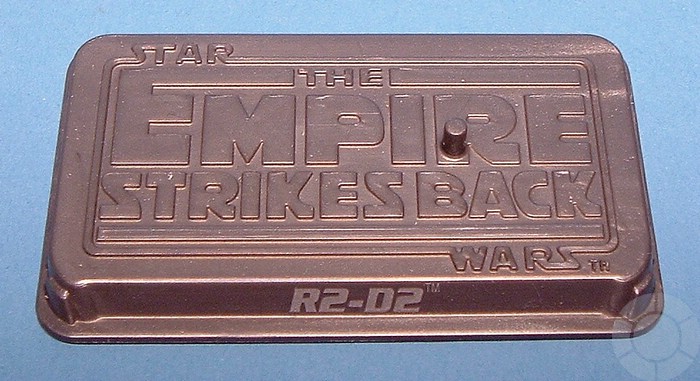 STAR
THE
EMPIRE
STRIKES BACK
WARS TM
R2-D2™